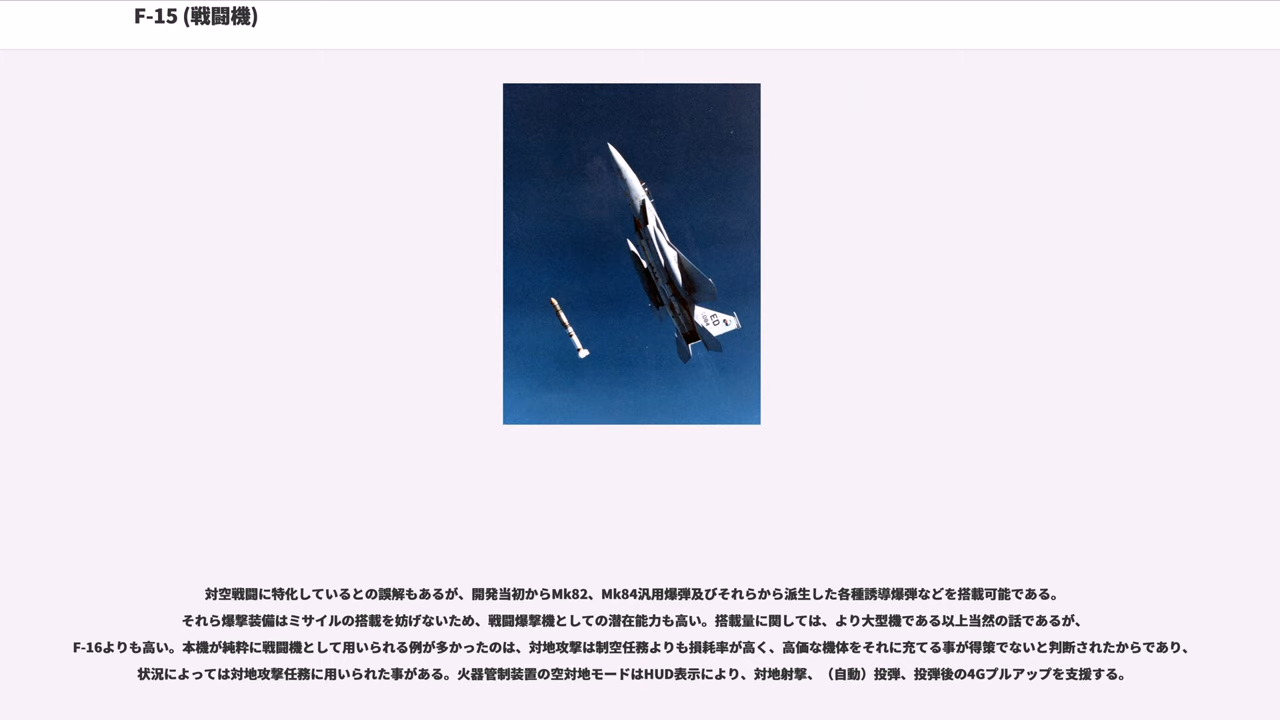 F-15 (戦闘機)
ED
対空戦闘に特化しているとの誤解もあるが、開発当初からMk82、Mk84汎用爆弾及びそれらから派生した各種誘導爆弾などを搭載可能である。
それら爆撃装備はミサイルの搭載を妨げないため、戦闘爆撃機としての潜在能力も高い。搭載量に関しては、より大型機である以上当然の話であるが、
F-16よりも高い。本機が純粋に戦闘機として用いられる例が多かったのは、対地攻撃は制空任務よりも損耗率が高く、高価な機体をそれに充てる事が得策でないと判断されたからであり、
状況によっては対地攻撃任務に用いられた事がある。火器管制装置の空対地モードはHUD表示により、対地射撃、（自動）投弾、投弾後の4Gプルアップを支援する。